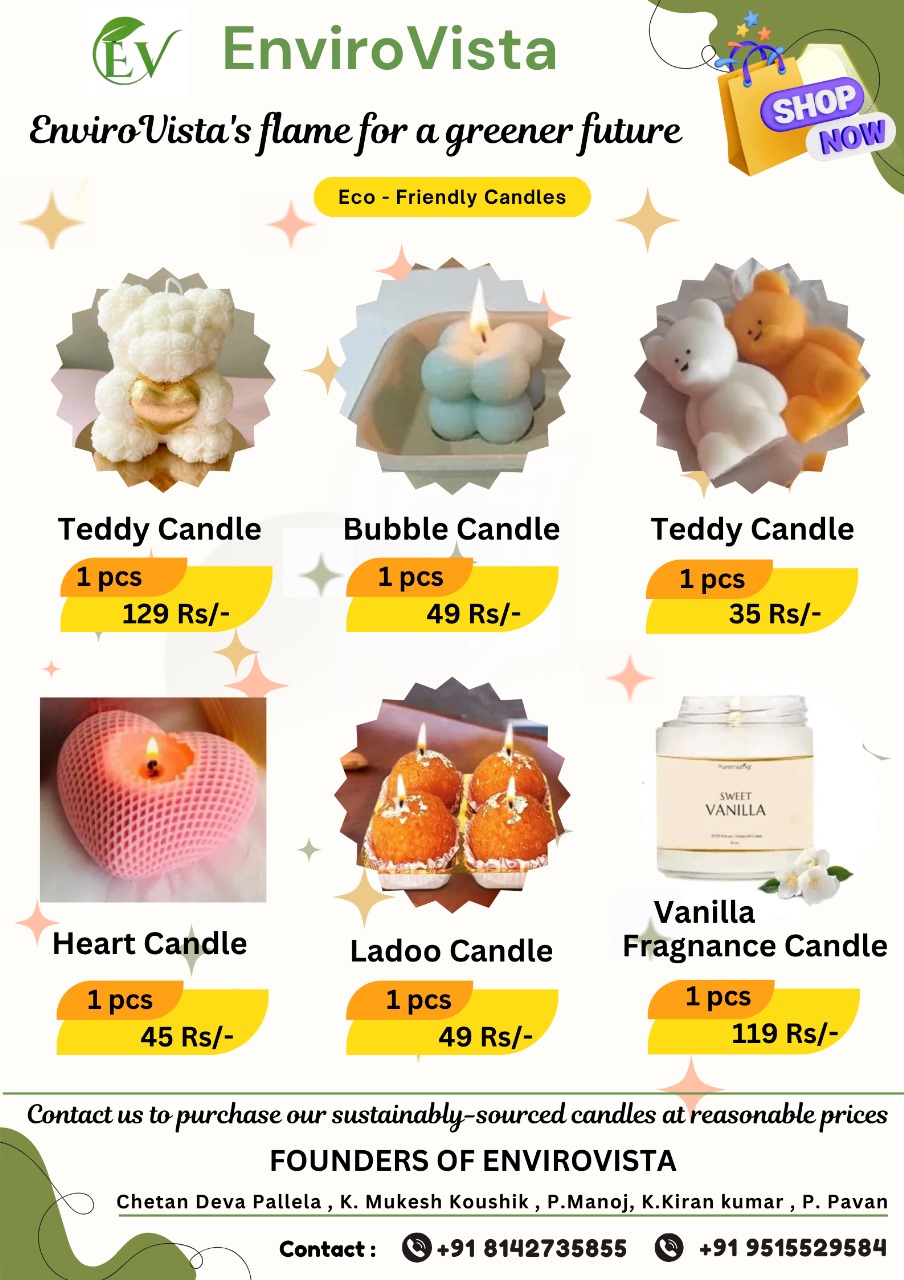 EV
EnviroVista
EnviroVista's flame for a greener future
SHOP
NOW
Eco - Friendly Candles
Teddy Candle
1 pcs
129 Rs/-
Bubble Candle
1 pcs
49 Rs/-
Teddy Candle
1 pcs
35 Rs/-
Heart Candle
1 pcs
45 Rs/-
Ladoo Candle
1 pcs
49 Rs/-
SWEET
VANILLA
Vanilla
Fragnance Candle
1 pcs
119 Rs/-
Contact us to purchase our sustainably-sourced candles at reasonable prices
FOUNDERS OF ENVIROVISTA
Chetan Deva Pallela , K. Mukesh Koushik , P.Manoj, K.Kiran kumar , P. Pavan
Contact : +91 8142735855 +91 9515529584